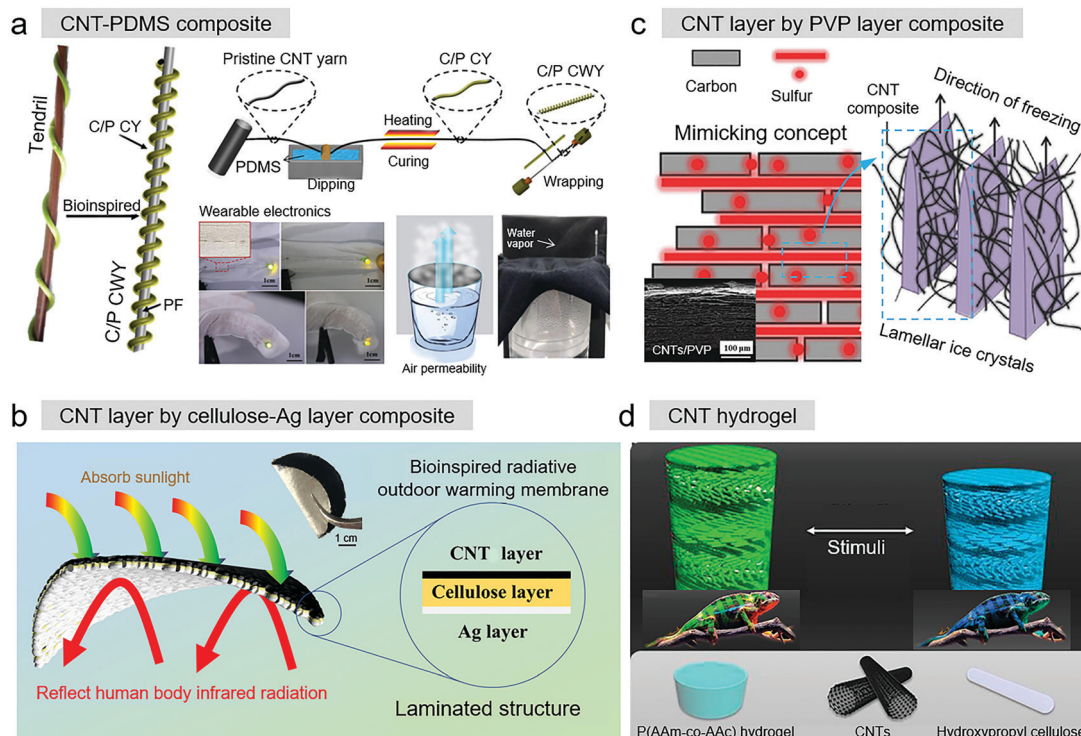 a
CNT-PDMS composite
Tendril
C/P CY
Bioinspired
C/P CWY
PF
Pristine CNT yarn
C/P CY
C/P CWY
Heating
Curing
PDMS
Dipping
Wrapping
Wearable electronics
1cm
1cm
1cm
1cm
Water
vapor
Air permeability
c
CNT layer by PVP layer composite
Carbon
Sulfur
CNT
composite
Direction of freezing
Mimicking concept
CNTs/PVP
100 μm
Lamellar ice crystals
b
CNT layer by cellulose-Ag layer composite
Absorb sunlight
1 cm
Bioinspired radiative
outdoor warming membrane
CNT layer
Cellulose layer
Ag layer
Reflect human body infrared radiation
Laminated structure
d
CNT hydrogel
Stimuli
P(AAm-co-AAc) hydrogel
CNTs
Hydroxypropyl cellulose